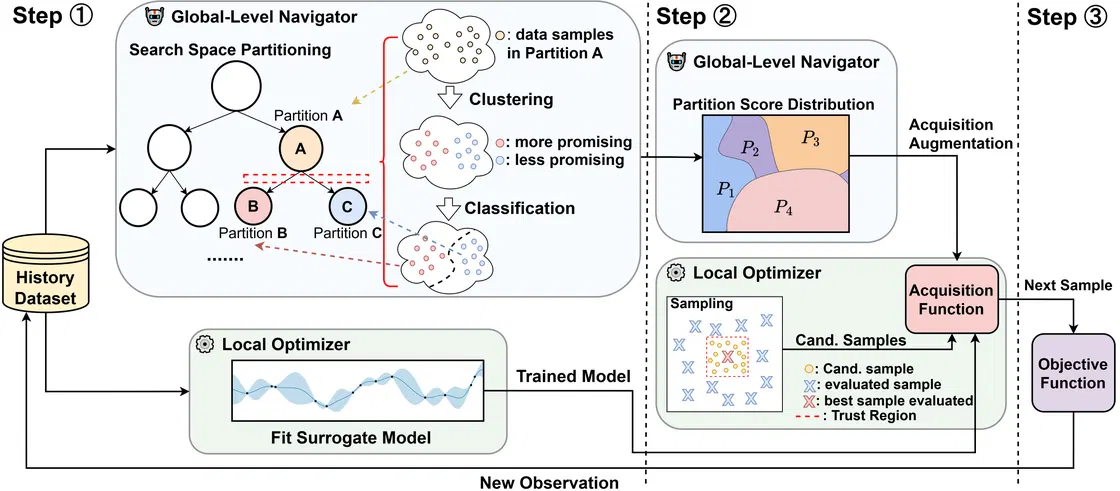 Step ①
Global-Level Navigator
Search Space Partitioning
Partition A
A
B
C
Partition B
Partition C
.......
: data samples
in Partition A
Clustering
: more promising
: less promising
Classification
History
Dataset
Local Optimizer
Fit Surrogate Model
Trained Model
New Observation
Step ②
Global-Level Navigator
Partition Score Distribution
P1
P2
P3
P4
Acquisition
Augmentation
Local Optimizer
Sampling
Cand. Samples
: Cand. sample
: evaluated sample
: best sample evaluated
: Trust Region
Acquisition
Function
Step ③
Next Sample
Objective
Function